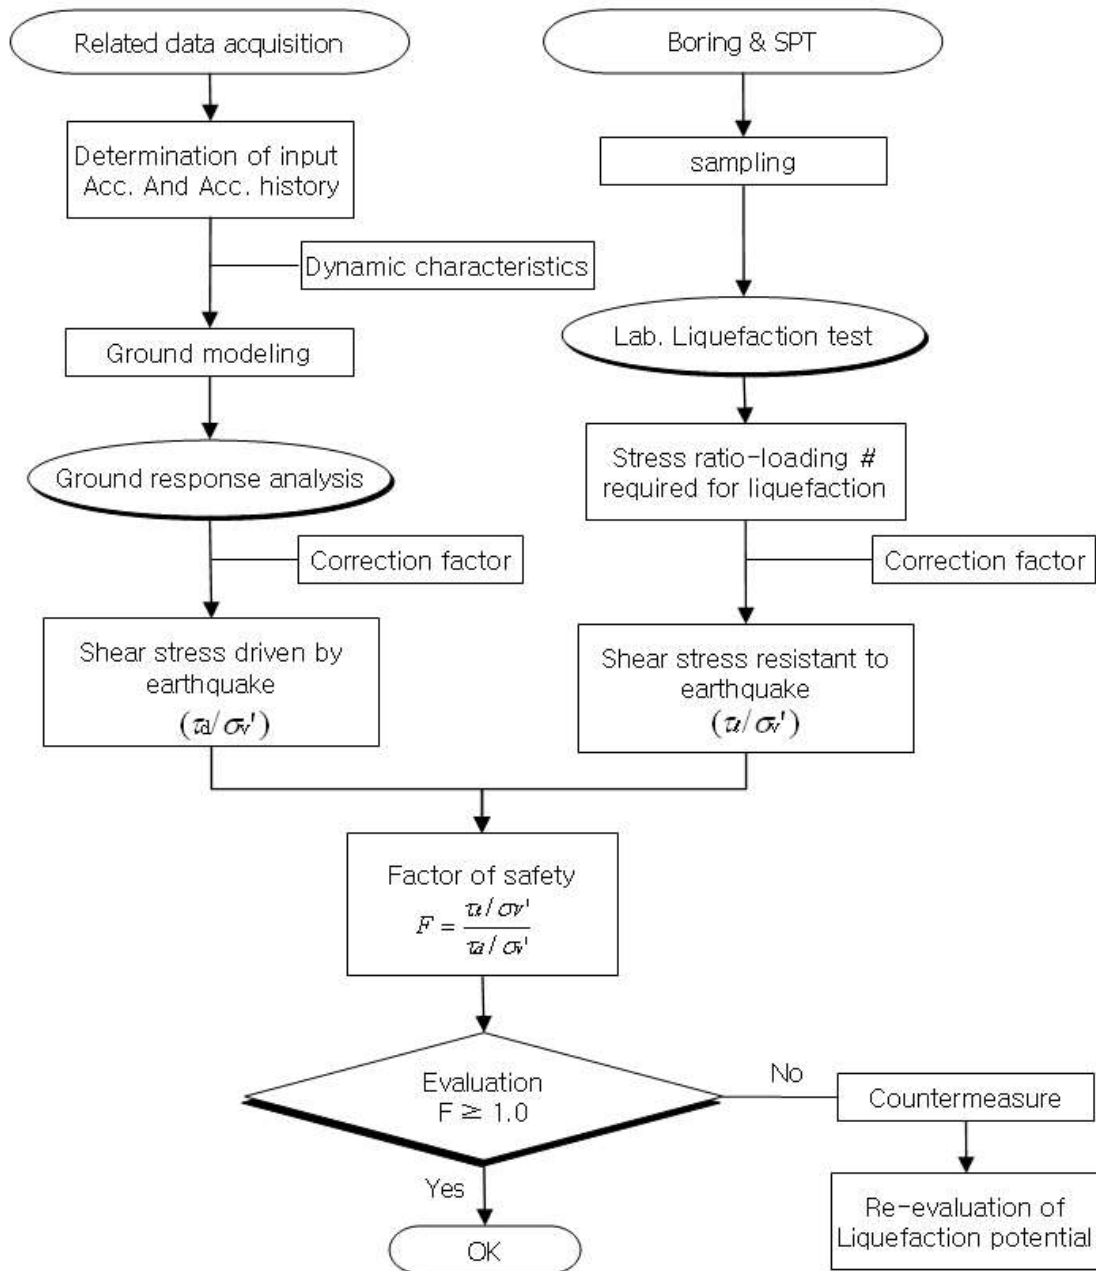 Related data acquisition
Boring & SPT
Determination of input
Acc. And Acc. history
sampling
Dynamic characteristics
Ground modeling
Lab. Liquefaction test
Ground response analysis
Stress ratio-loading #
required for liquefaction
Correction factor
Correction factor
Shear stress driven by
earthquake
(τd/σv')
Shear stress resistant to
earthquake
(τl/σv')
Factor of safety
F = τl/σv' / τd/σv'
Evaluation
F ≥ 1.0
No
Countermeasure
Yes
Re-evaluation of
Liquefaction potential
OK